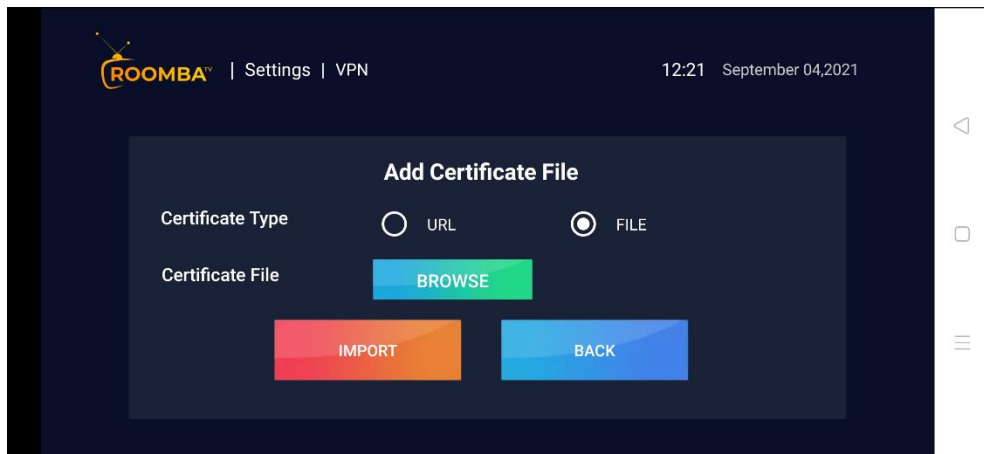 ROOMBA TV | Settings | VPN 12:21 September 04,2021
Add Certificate File
Certificate Type URL FILE
Certificate File BROWSE
IMPORT BACK